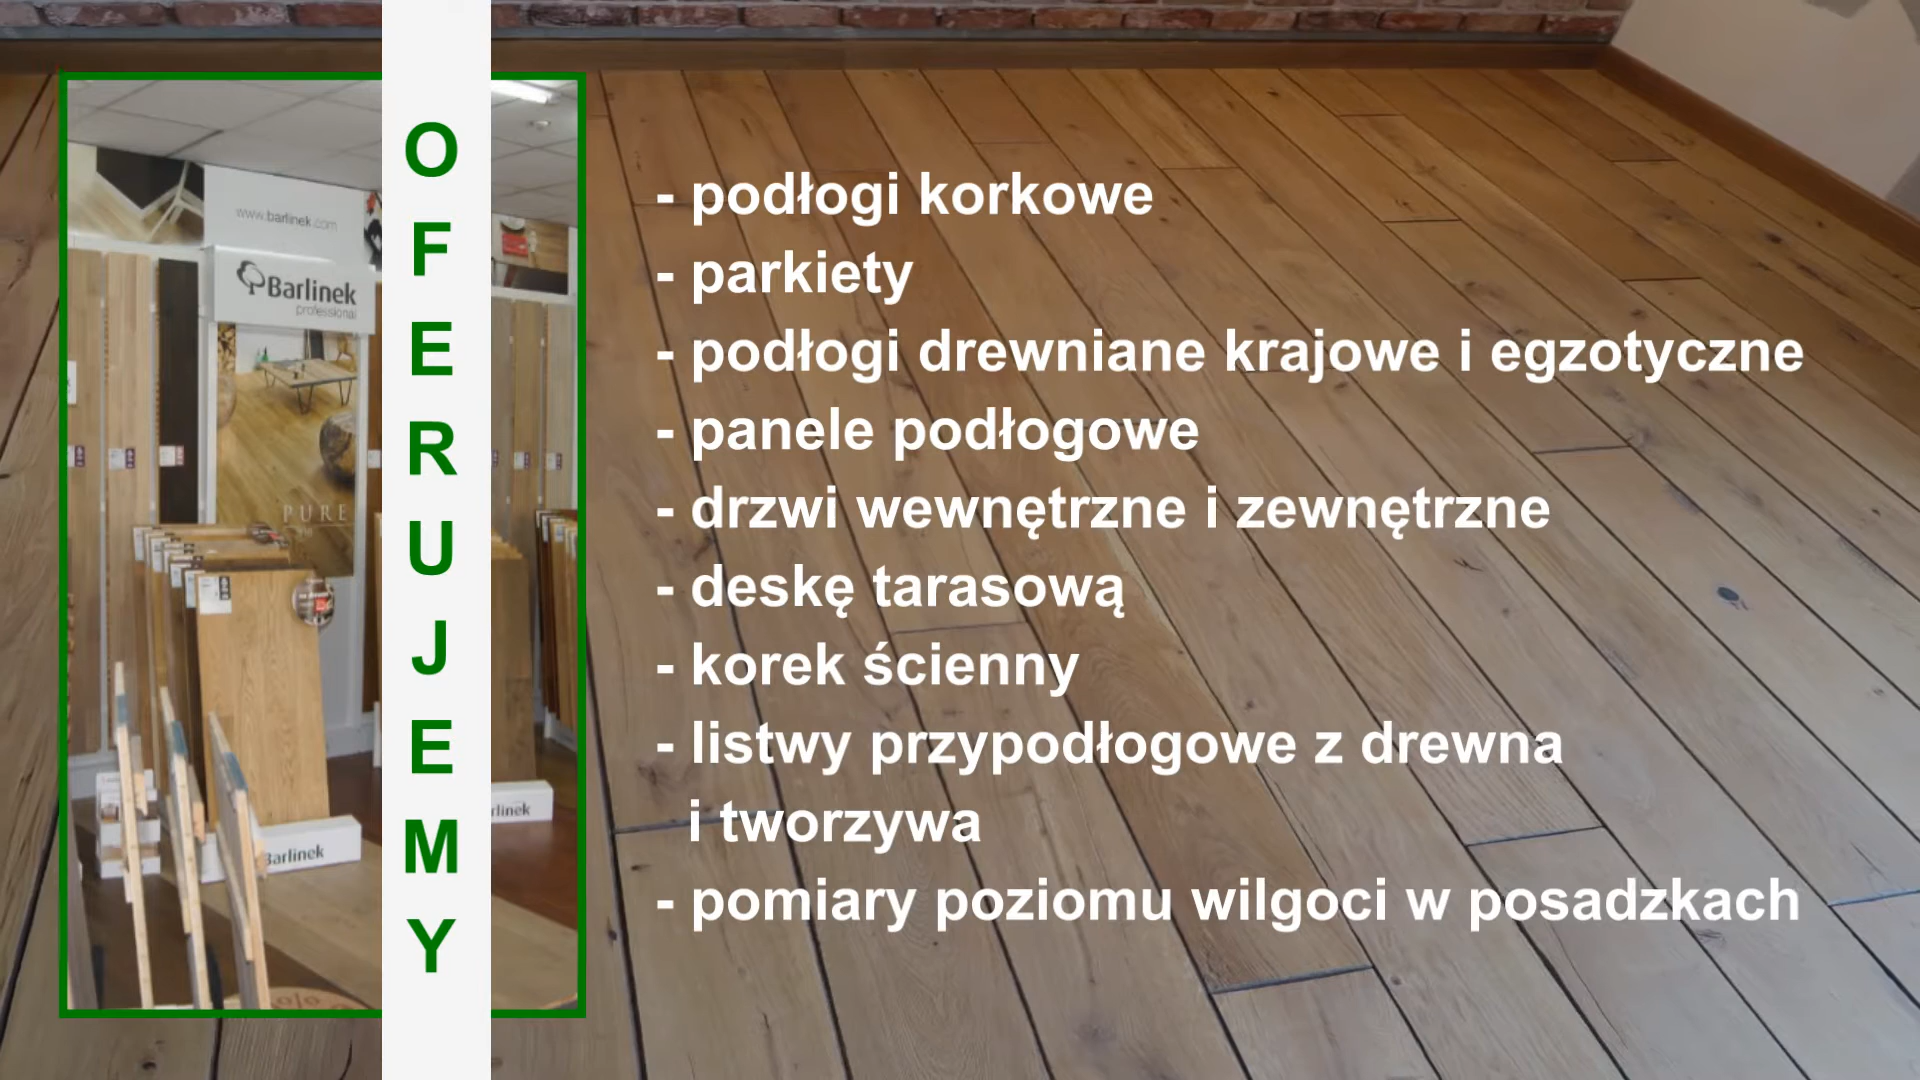 OFERUJEMY
www.barlinek.com
Barlinek
professional
PURE
Barlinek
rlinek
- podłogi korkowe
- parkiety
- podłogi drewniane krajowe i egzotyczne
- panele podłogowe
- drzwi wewnętrzne i zewnętrzne
- deskę tarasową
- korek ścienny
- listwy przypodłogowe z drewna
i tworzywa
- pomiary poziomu wilgoci w posadzkach